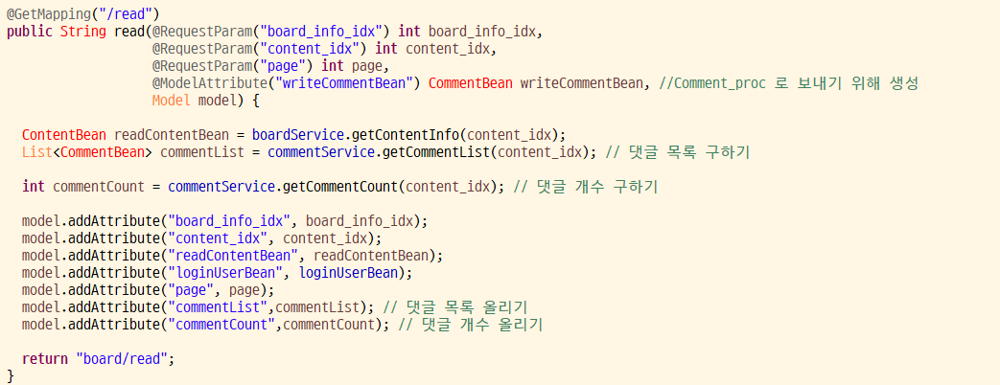 @GetMapping("/read")
public String read(@RequestParam("board_info_idx") int board_info_idx,
@RequestParam("content_idx") int content_idx,
@RequestParam("page") int page,
@ModelAttribute("writeCommentBean") CommentBean writeCommentBean, //Comment_proc 로 보내기 위해 생성
Model model) {
ContentBean readContentBean = boardService.getContentInfo(content_idx);
List<CommentBean> commentList = commentService.getCommentList(content_idx); // 댓글 목록 구하기
int commentCount = commentService.getCommentCount(content_idx); // 댓글 개수 구하기
model.addAttribute("board_info_idx", board_info_idx);
model.addAttribute("content_idx", content_idx);
model.addAttribute("readContentBean", readContentBean);
model.addAttribute("loginUserBean", loginUserBean);
model.addAttribute("page", page);
model.addAttribute("commentList",commentList); // 댓글 목록 올리기
model.addAttribute("commentCount",commentCount); // 댓글 개수 올리기
return "board/read";
}